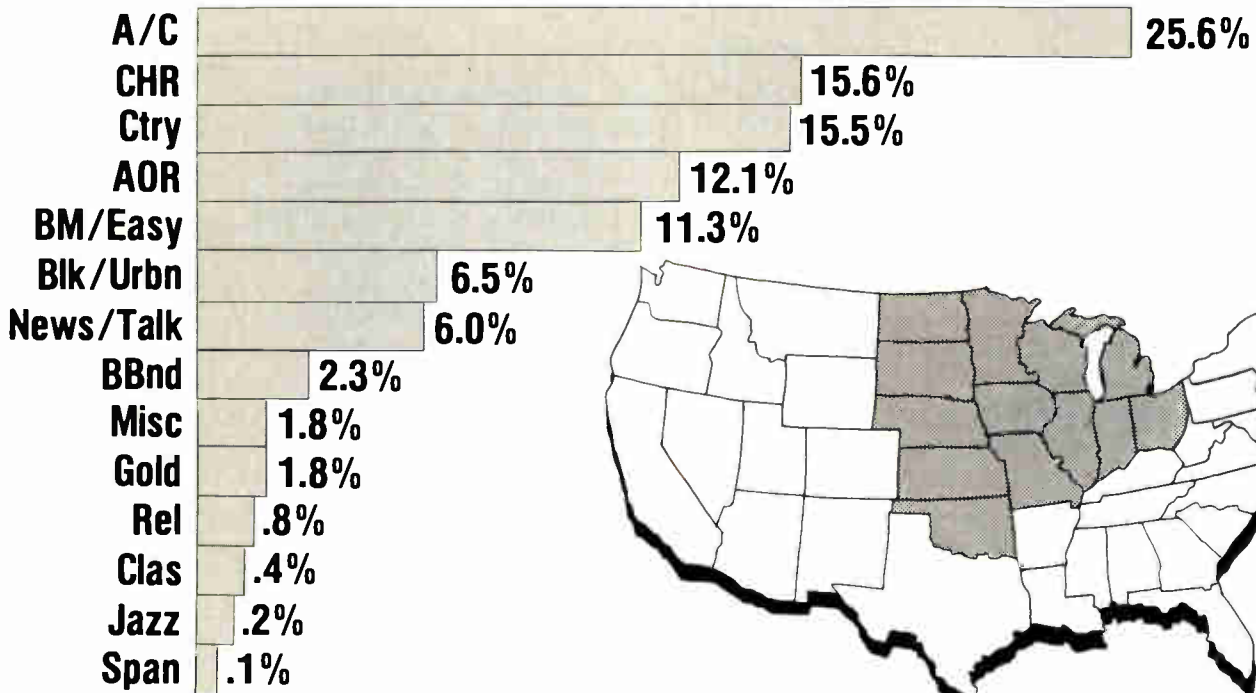 A/C 25.6%
CHR 15.6%
Ctry 15.5%
AOR 12.1%
BM/Easy 11.3%
Blk/Urbn 6.5%
News/Talk 6.0%
BBnd 2.3%
Misc 1.8%
Gold 1.8%
Rel .8%
Clas .4%
Jazz .2%
Span .1%